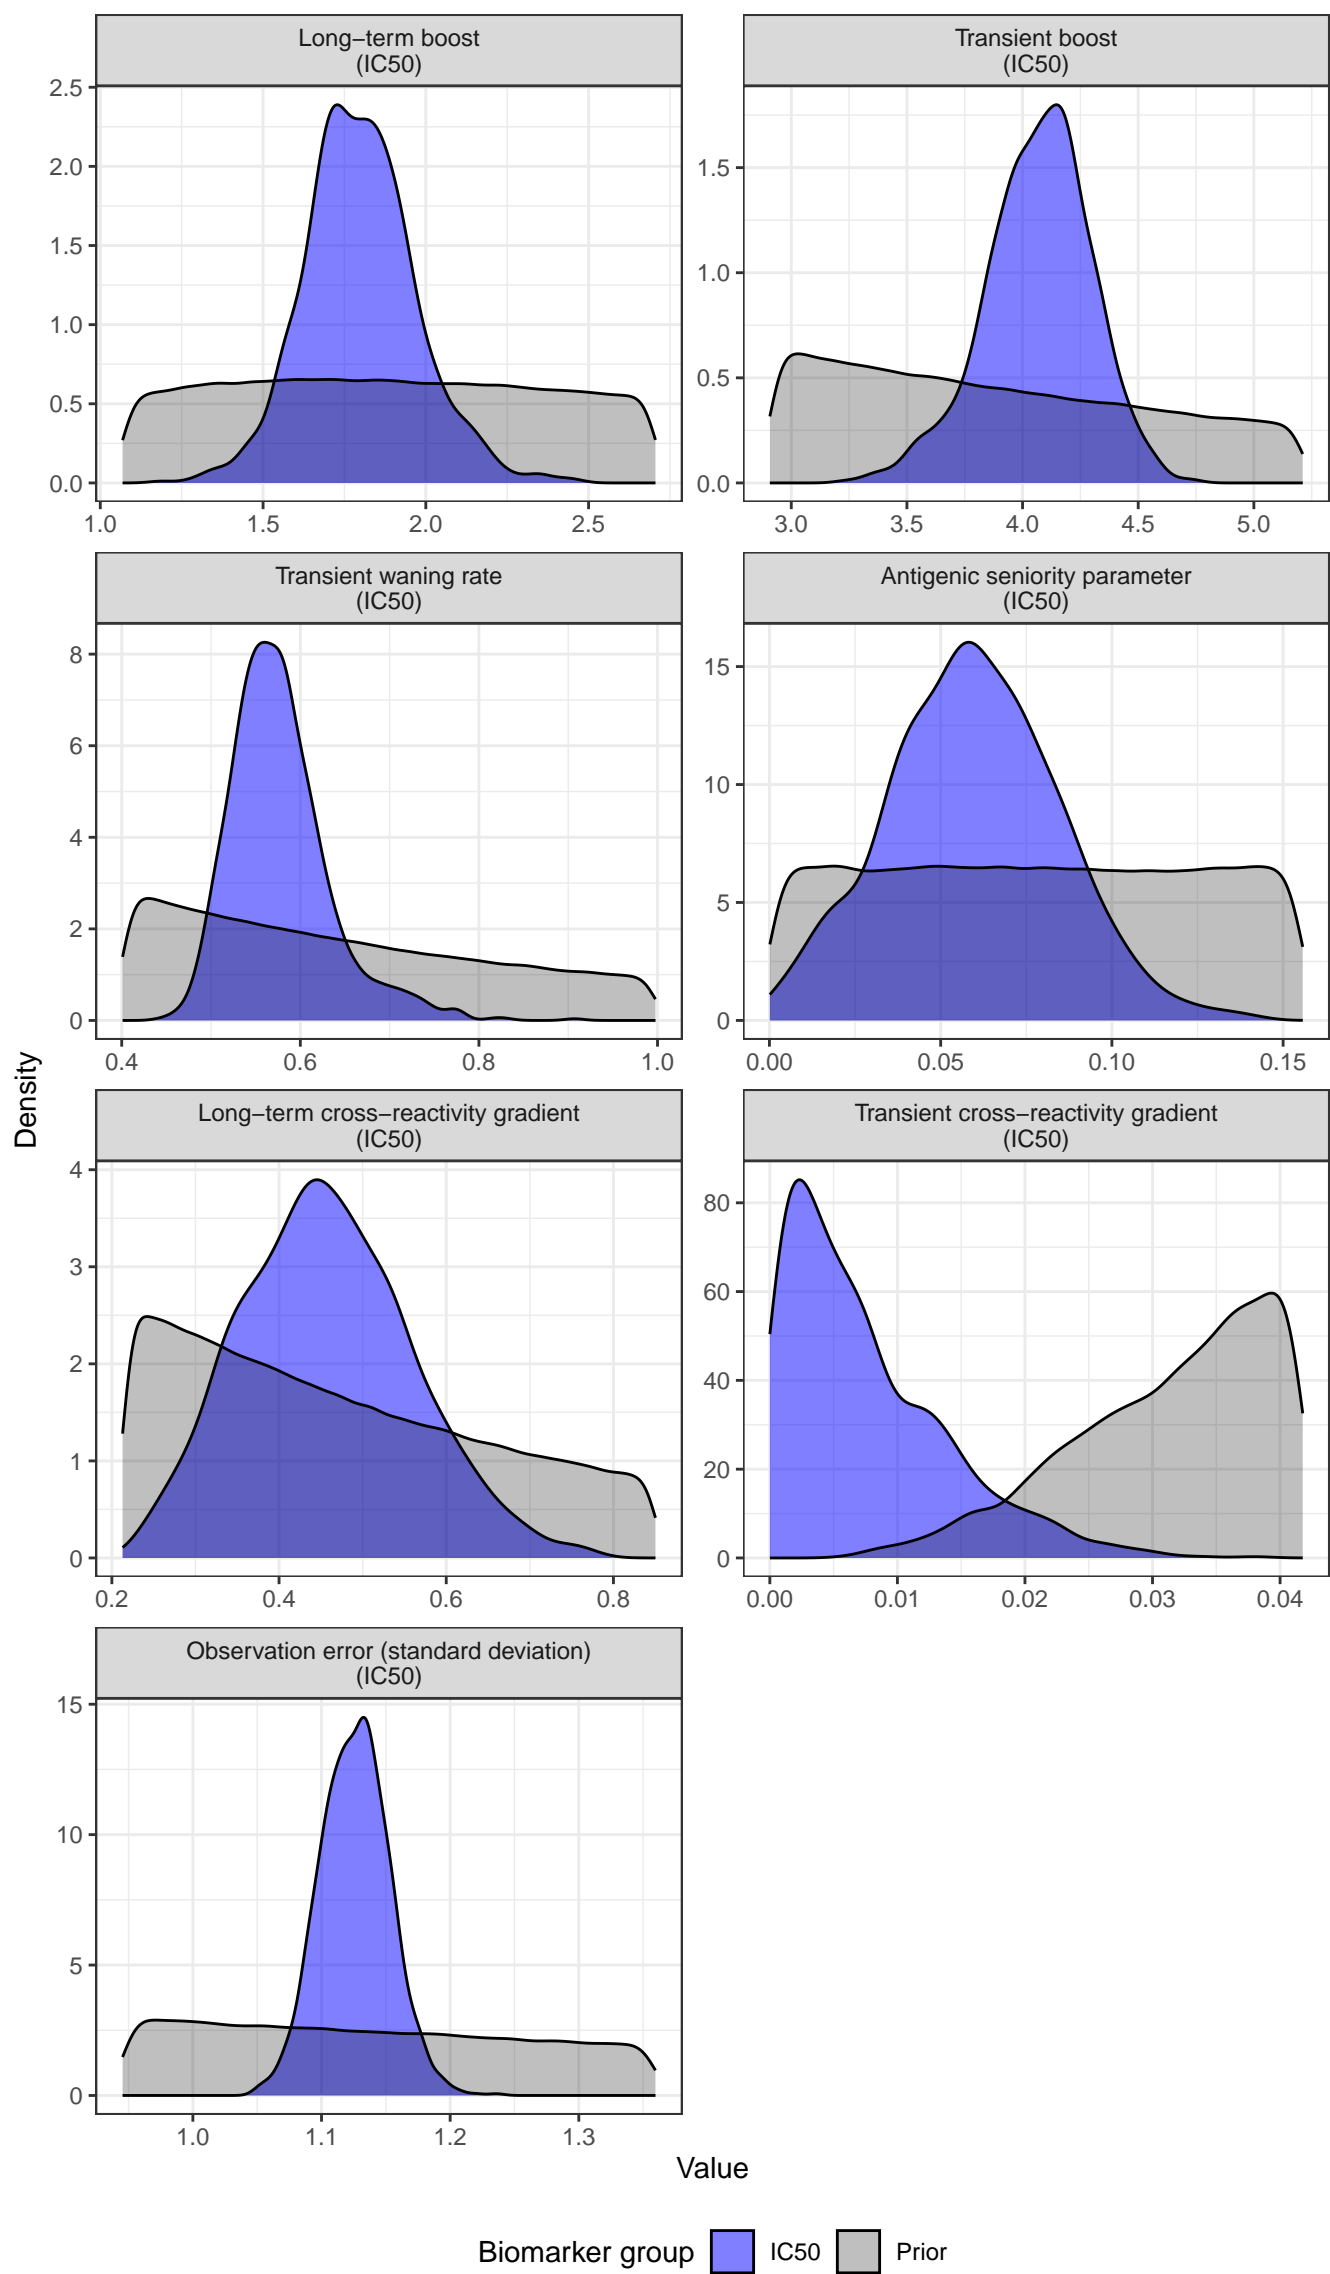 Long−term boost
(IC50)
Transient boost
(IC50)
2.5
2.0
1.5
1.0
0.5
0.0
1.0 1.5 2.0 2.5
1.5
1.0
0.5
0.0
3.0 3.5 4.0 4.5 5.0
Transient waning rate
(IC50)
Antigenic seniority parameter
(IC50)
8
6
4
2
0
0.4 0.6 0.8 1.0
15
10
5
0
0.00 0.05 0.10 0.15
Density
Long−term cross−reactivity gradient
(IC50)
Transient cross−reactivity gradient
(IC50)
4
3
2
1
0
0.2 0.4 0.6 0.8
80
60
40
20
0
0.00 0.01 0.02 0.03 0.04
Observation error (standard deviation)
(IC50)
15
10
5
0
1.0 1.1 1.2 1.3
Value
Biomarker group IC50 Prior